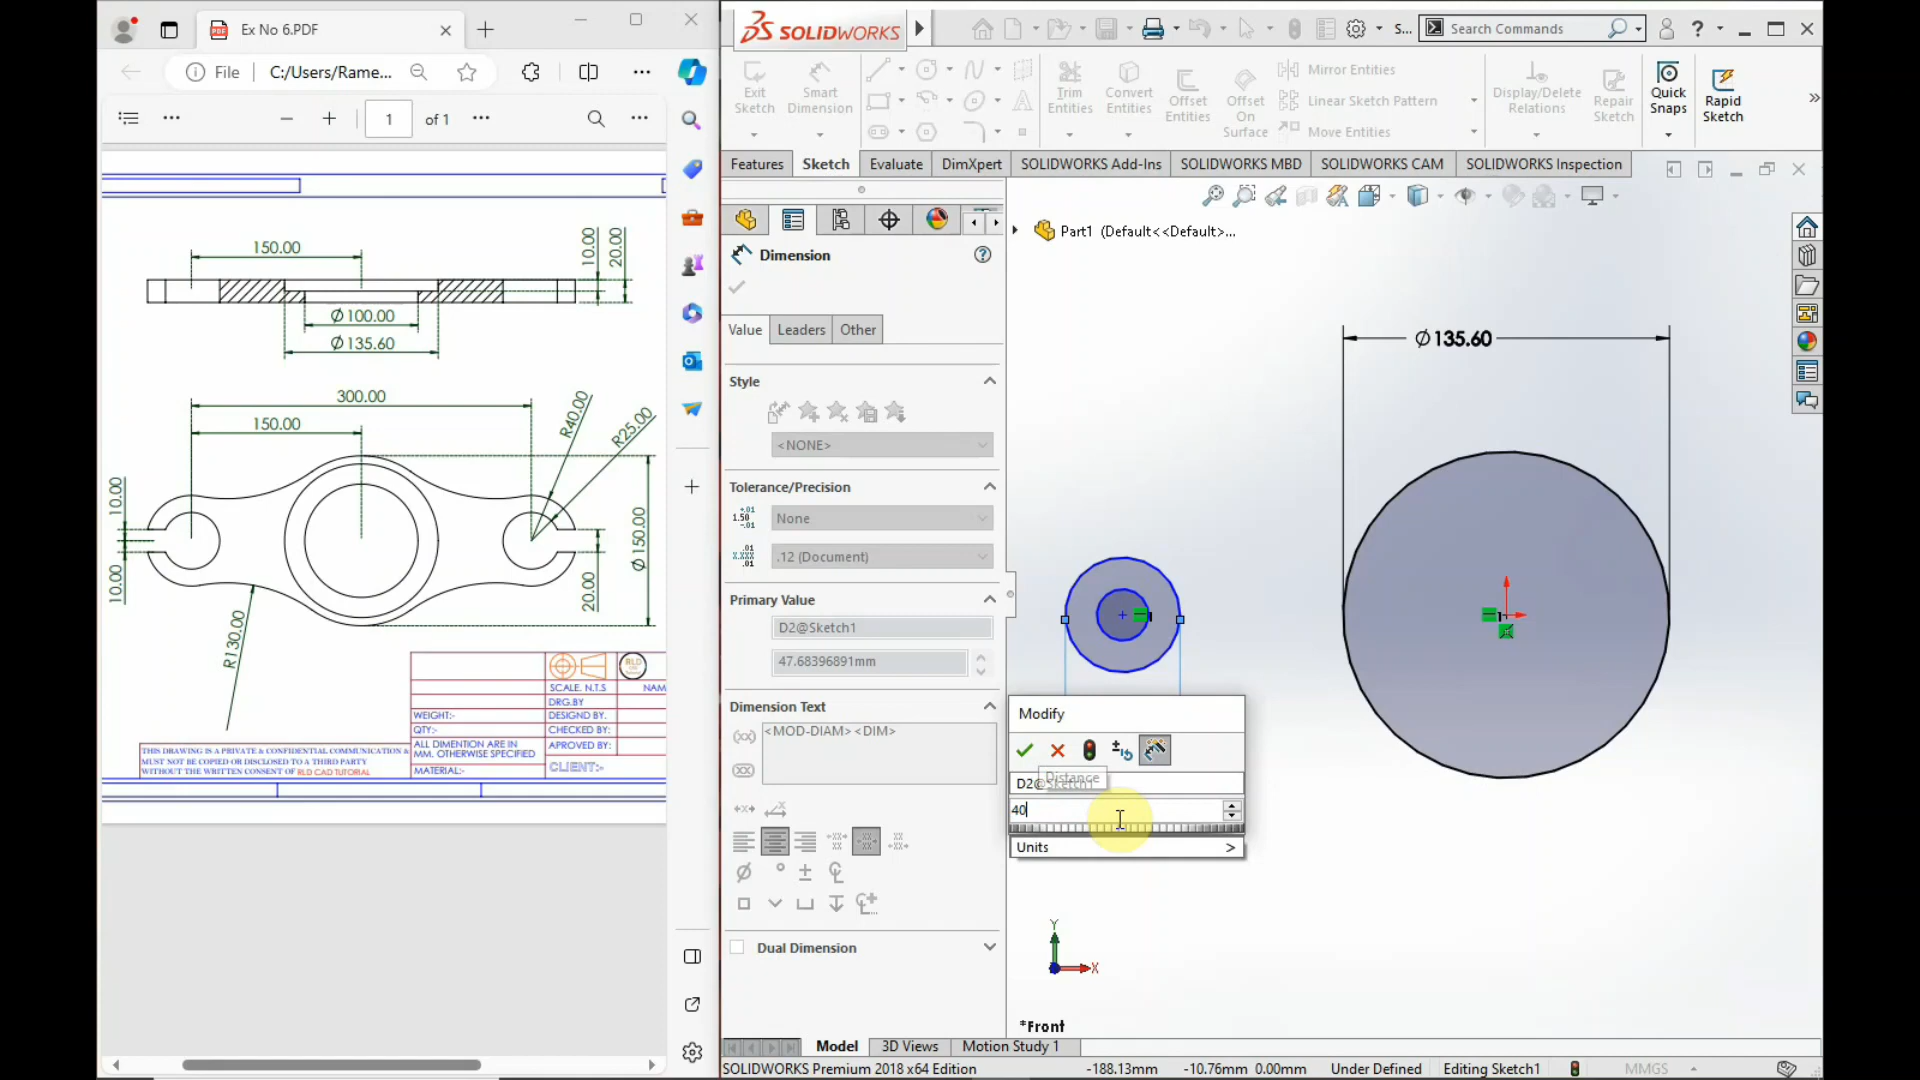 Ex No 6.PDF
File
C:/Users/Rame...
1
of 1
150.00
10.00
20.00
Ø100.00
Ø135.60
300.00
150.00
R40.00
R25.00
10.00
10.00
20.00
Ø150.00
R130.00
RLD
SCALE. N.T.S
NAM
DRG.BY
WEIGHT:-
DESIGND BY.
QTY:-
CHECKED BY:
ALL DIMENTION ARE IN
MM. OTHERWISE SPECIFIED
APROVED BY:
MATERIAL:-
CLIENT:-
THIS DRAWING IS A PRIVATE & CONFIDENTIAL COMMUNICATION &
MUST NOT BE COPIED OR DISCLOSED TO A THIRD PARTY
WITHOUT THE WRITTEN CONSENT OF RLD CAD TUTORIAL
SOLIDWORKS
S...
Search Commands
Exit Sketch
Smart Dimension
Trim Entities
Convert Entities
Offset Entities
Offset On Surface
Mirror Entities
Linear Sketch Pattern
Move Entities
Display/Delete Relations
Repair Sketch
Quick Snaps
Rapid Sketch
Features
Sketch
Evaluate
DimXpert
SOLIDWORKS Add-Ins
SOLIDWORKS MBD
SOLIDWORKS CAM
SOLIDWORKS Inspection
Part1 (Default<<Default>...
Dimension
Value
Leaders
Other
Style
<NONE>
Tolerance/Precision
None
.12 (Document)
Primary Value
D2@Sketch1
47.68396891mm
Dimension Text
<MOD-DIAM><DIM>
Dual Dimension
Ø135.60
Modify
Distance
D2@Sketch1
40
Units
Y
X
*Front
Model
3D Views
Motion Study 1
SOLIDWORKS Premium 2018 x64 Edition
-188.13mm
-10.76mm 0.00mm
Under Defined
Editing Sketch1
MMGS